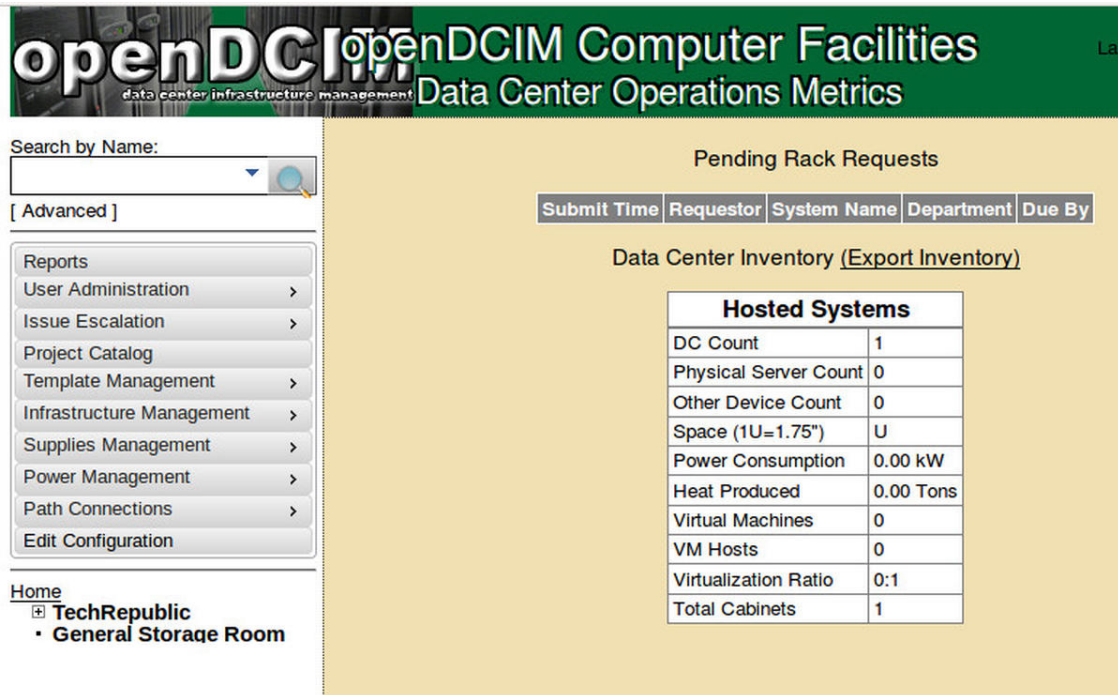 openDCIM
data center infrastructure management
openDCIM Computer Facilities
Data Center Operations Metrics
La
Search by Name:
[ Advanced ]
Reports
User Administration
Issue Escalation
Project Catalog
Template Management
Infrastructure Management
Supplies Management
Power Management
Path Connections
Edit Configuration
Home
TechRepublic
General Storage Room
Pending Rack Requests
Submit Time Requestor System Name Department Due By
Data Center Inventory (Export Inventory)
Hosted Systems
DC Count 1
Physical Server Count 0
Other Device Count 0
Space (1U=1.75") U
Power Consumption 0.00 kW
Heat Produced 0.00 Tons
Virtual Machines 0
VM Hosts 0
Virtualization Ratio 0:1
Total Cabinets 1